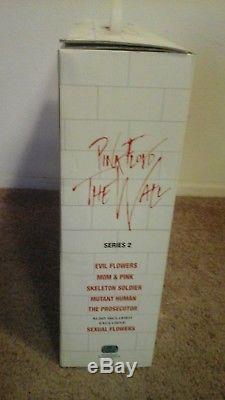 PINK FLOYD
THE WALL
SERIES 2
EVIL FLOWERS
MOM & PINK
SKELETON SOLDIER
MUTANT HUMAN
THE PROSECUTOR
ALSO INCLUDED
EXCLUSIVE
SEXUAL FLOWERS
ebay